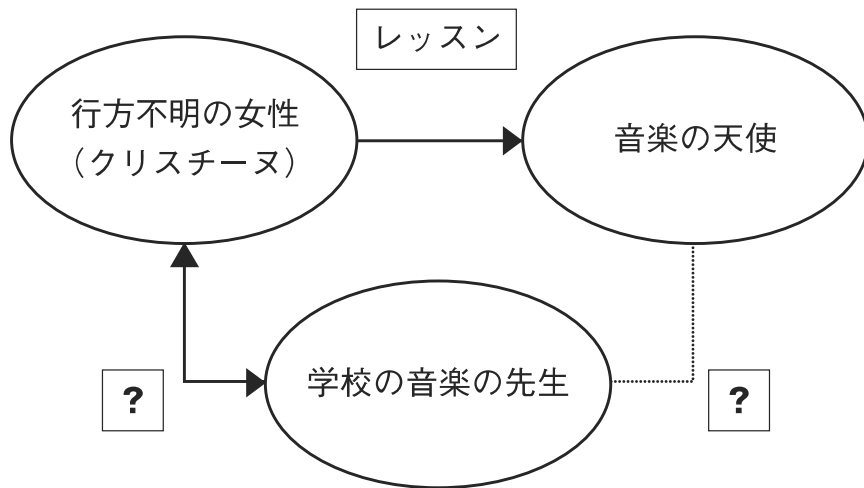 レッスン
行方不明の女性
（クリスチーヌ）
音楽の天使
学校の音楽の先生
?
?